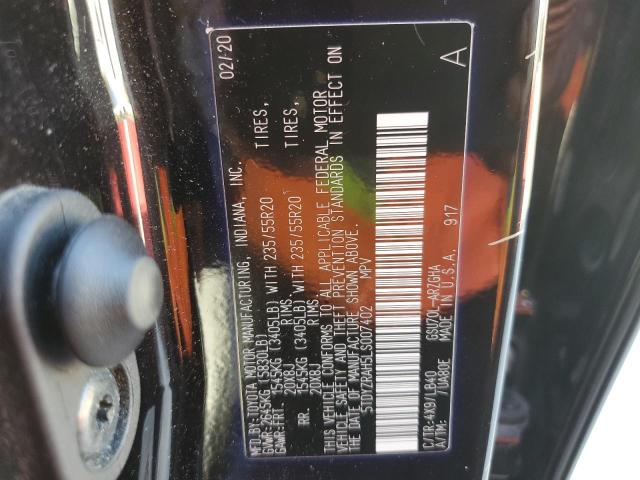 MFD.BY: TOYOTA MOTOR MANUFACTURING, INDIANA, INC. 02/20
GVWR: 2645KG (5830LB)
GAWR: FRT. 1545KG (3405LB) WITH 235/55R20 TIRES,
20X8J RIMS,
RR. 1545KG (3405LB) WITH 235/55R20 TIRES,
20X8J RIMS.
THIS VEHICLE CONFORMS TO ALL APPLICABLE FEDERAL MOTOR
VEHICLE SAFETY AND THEFT PREVENTION STANDARDS IN EFFECT ON
THE DATE OF MANUFACTURE SHOWN ABOVE.
5TDYZRAH5LS007402 MPV
C/TR: 4X9/LB40 GSU70L-ARZGHA
A/TM: /UA80E MADE IN U.S.A. 917
A